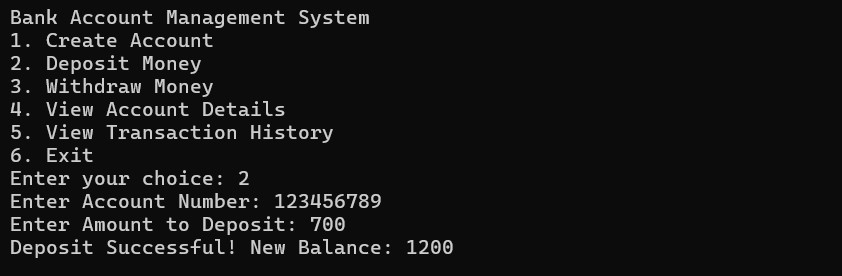 Bank Account Management System
1. Create Account
2. Deposit Money
3. Withdraw Money
4. View Account Details
5. View Transaction History
6. Exit
Enter your choice: 2
Enter Account Number: 123456789
Enter Amount to Deposit: 700
Deposit Successful! New Balance: 1200